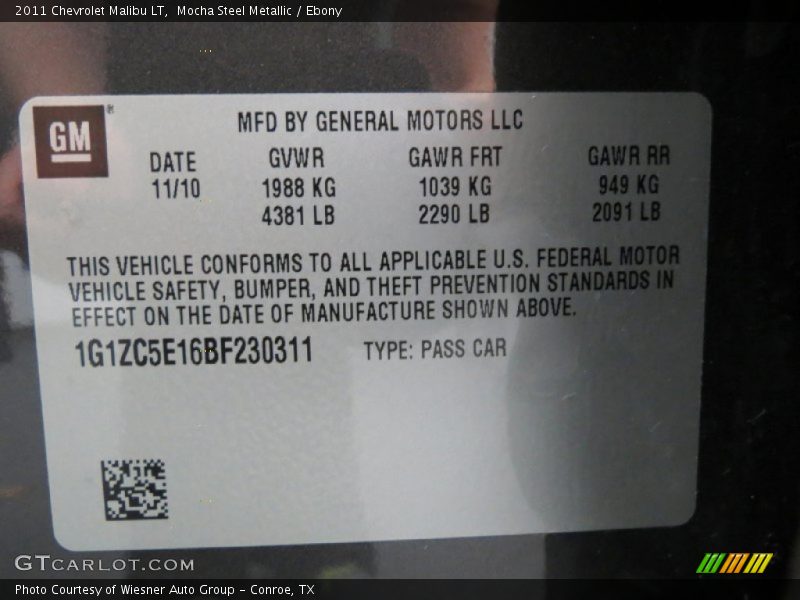 2011 Chevrolet Malibu LT,  Mocha Steel Metallic / Ebony
GM®
MFD BY GENERAL MOTORS LLC
DATE GVWR GAWR FRT GAWR RR
11/10 1988 KG 1039 KG 949 KG
4381 LB 2290 LB 2091 LB
THIS VEHICLE CONFORMS TO ALL APPLICABLE U.S. FEDERAL MOTOR
VEHICLE SAFETY, BUMPER, AND THEFT PREVENTION STANDARDS IN
EFFECT ON THE DATE OF MANUFACTURE SHOWN ABOVE.
1G1ZC5E16BF230311 TYPE: PASS CAR
GTCARLOT.COM
Photo Courtesy of Wiesner Auto Group - Conroe, TX